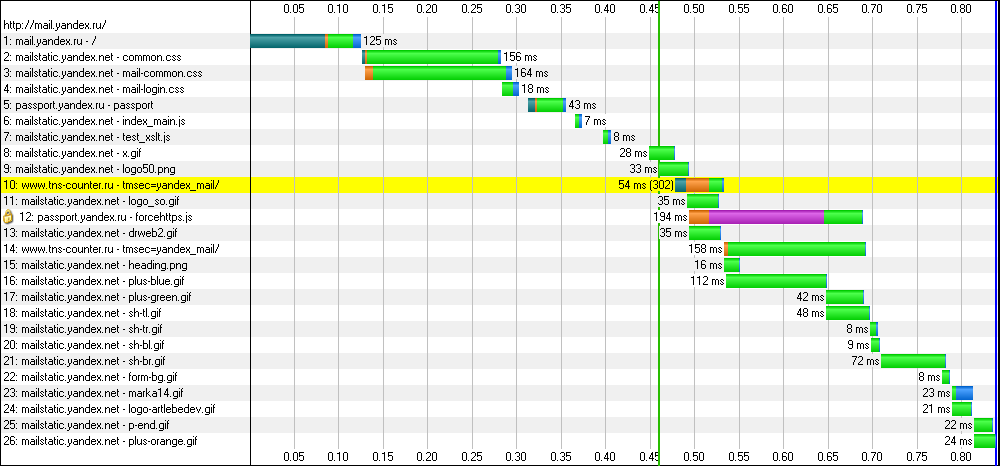 0.05 0.10 0.15 0.20 0.25 0.30 0.35 0.40 0.45 0.50 0.55 0.60 0.65 0.70 0.75 0.80
http://mail.yandex.ru/
1: mail.yandex.ru - / 125 ms
2: mailstatic.yandex.net - common.css 156 ms
3: mailstatic.yandex.net - mail-common.css 164 ms
4: mailstatic.yandex.net - mail-login.css 18 ms
5: passport.yandex.ru - passport 43 ms
6: mailstatic.yandex.net - index_main.js 7 ms
7: mailstatic.yandex.net - test_xslt.js 8 ms
8: mailstatic.yandex.net - x.gif 28 ms
9: mailstatic.yandex.net - logo50.png 33 ms
10: www.tns-counter.ru - tmsec=yandex_mail/ 54 ms (302)
11: mailstatic.yandex.net - logo_so.gif 35 ms
12: passport.yandex.ru - forcehttps.js 194 ms
13: mailstatic.yandex.net - drweb2.gif 35 ms
14: www.tns-counter.ru - tmsec=yandex_mail/ 158 ms
15: mailstatic.yandex.net - heading.png 16 ms
16: mailstatic.yandex.net - plus-blue.gif 112 ms
17: mailstatic.yandex.net - plus-green.gif 42 ms
18: mailstatic.yandex.net - sh-tl.gif 48 ms
19: mailstatic.yandex.net - sh-tr.gif 8 ms
20: mailstatic.yandex.net - sh-bl.gif 9 ms
21: mailstatic.yandex.net - sh-br.gif 72 ms
22: mailstatic.yandex.net - form-bg.gif 8 ms
23: mailstatic.yandex.net - marka14.gif 23 ms
24: mailstatic.yandex.net - logo-artlebedev.gif 21 ms
25: mailstatic.yandex.net - p-end.gif 22 ms
26: mailstatic.yandex.net - plus-orange.gif 24 ms
0.05 0.10 0.15 0.20 0.25 0.30 0.35 0.40 0.45 0.50 0.55 0.60 0.65 0.70 0.75 0.80